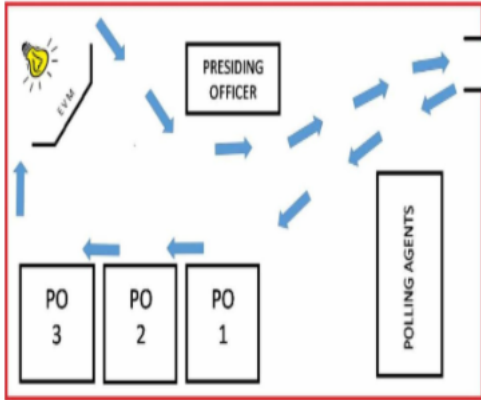 EVM
PRESIDING
OFFICER
POLLING AGENTS
PO
3
PO
2
PO
1